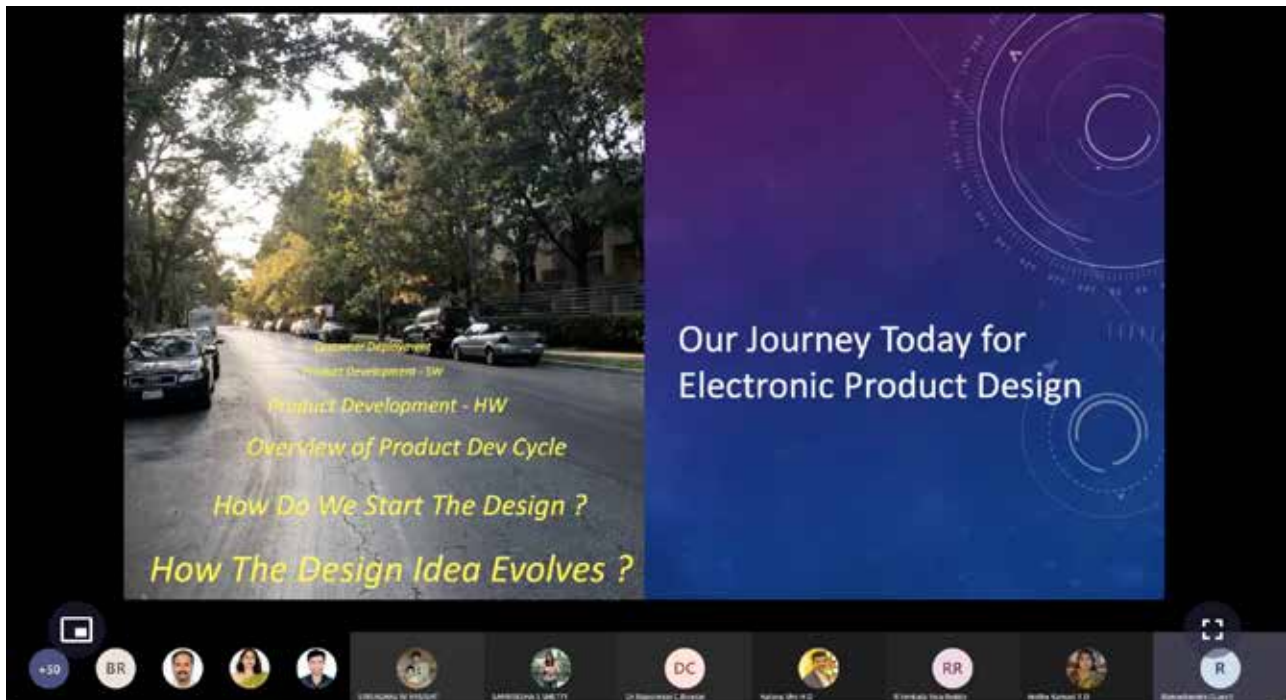 Customer Deployment
Product Development - SW
Product Development - HW
Overview of Product Dev Cycle
How Do We Start The Design ?
How The Design Idea Evolves ?
Our Journey Today for
Electronic Product Design
+50
BR
DC
RR
R